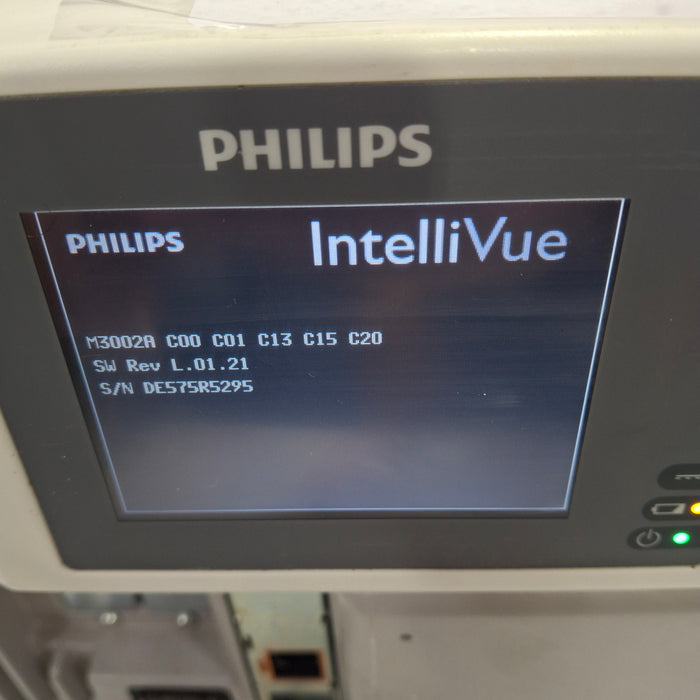 PHILIPS
PHILIPS IntelliVue
M3002A C00 C01 C13 C15 C20
SW Rev L.01.21
S/N DE575R5295